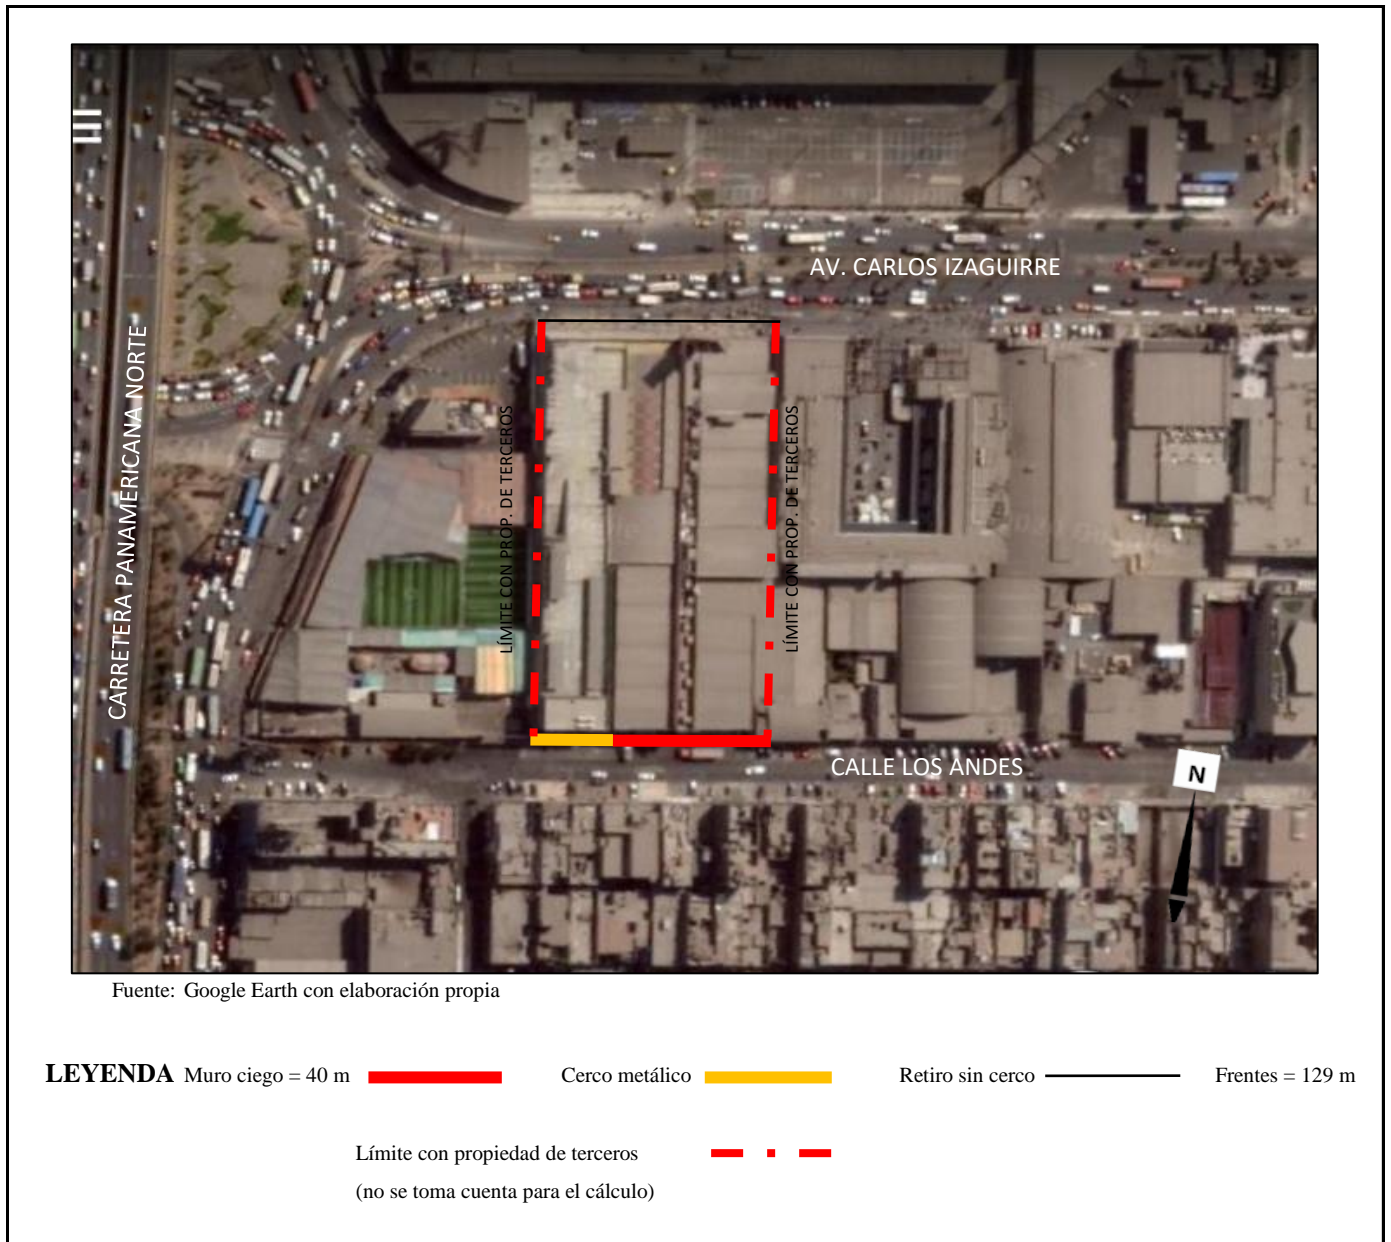 AV. CARLOS IZAGUIRRE
CARRETERA PANAMERICANA NORTE
LÍMITE CON PROP. DE TERCEROS
LÍMITE CON PROP. DE TERCEROS
CALLE LOS ANDES
N
Fuente: Google Earth con elaboración propia
LEYENDA Muro ciego = 40 m Cerco metálico Retiro sin cerco Frentes = 129 m
Límite con propiedad de terceros
(no se toma cuenta para el cálculo)